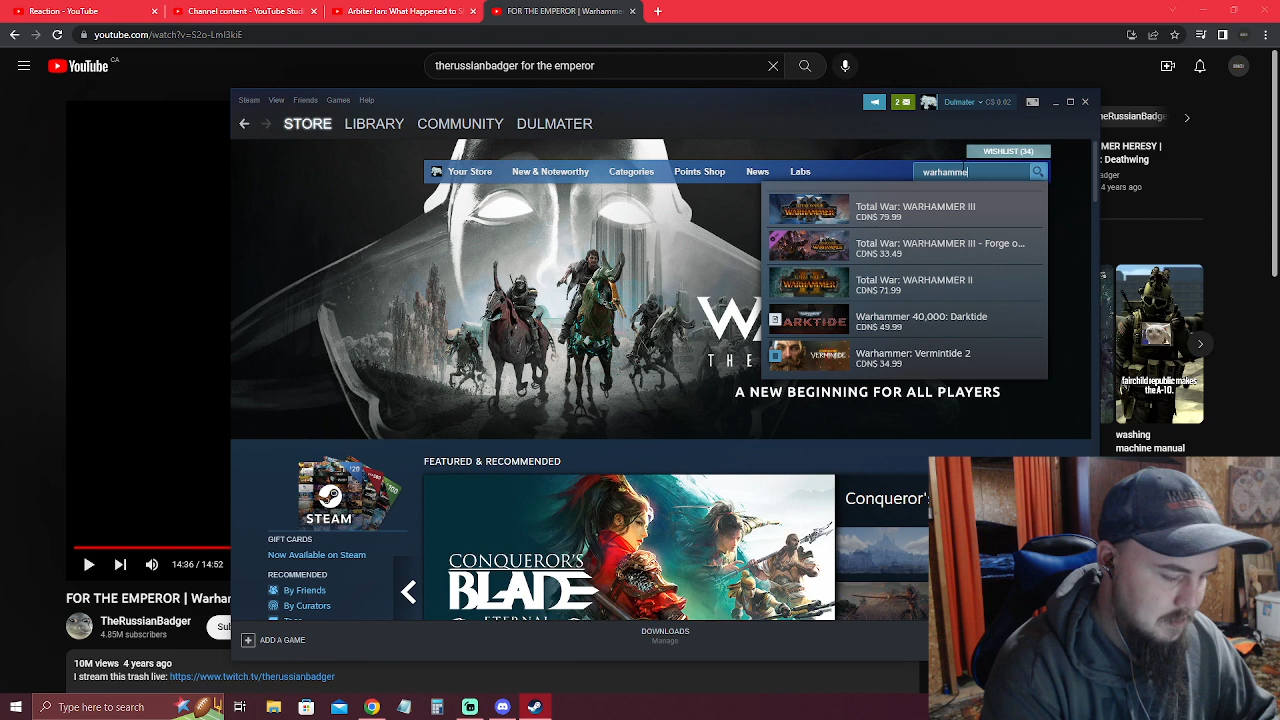 Reaction - YouTube
Channel content - YouTube Studi
Arbiter Ian: What Happened to S
FOR THE EMPEROR | Warhamme
youtube.com/watch?v=S2o-LmI3kiE
YouTube CA
therussianbadger for the emperor
Steam View Friends Games Help
2
Dulmater
C$ 0.02
STORE LIBRARY COMMUNITY DULMATER
WISHLIST (34)
Your Store New & Noteworthy Categories Points Shop News Labs
warhamme
Total War: WARHAMMER III
CDN$ 79.99
Total War: WARHAMMER III - Forge o...
CDN$ 33.49
Total War: WARHAMMER II
CDN$ 71.99
Warhammer 40,000: Darktide
CDN$ 49.99
Warhammer: Vermintide 2
CDN$ 34.99
THE
A NEW BEGINNING FOR ALL PLAYERS
heRussianBadge
MER HERESY |
: Deathwing
adger
4 years ago
fairchild republic makes
the A-10.
washing
machine manual
FEATURED & RECOMMENDED
STEAM
GIFT CARDS
Now Available on Steam
RECOMMENDED
By Friends
By Curators
CONQUEROR'S
BLADE
Conqueror's
14:36 / 14:52
ADD A GAME
DOWNLOADS
Manage
FOR THE EMPEROR | Warhar
TheRussianBadger
4.85M subscribers
Su
10M views 4 years ago
I stream this trash live: https://www.twitch.tv/therussianbadger
Type here to search